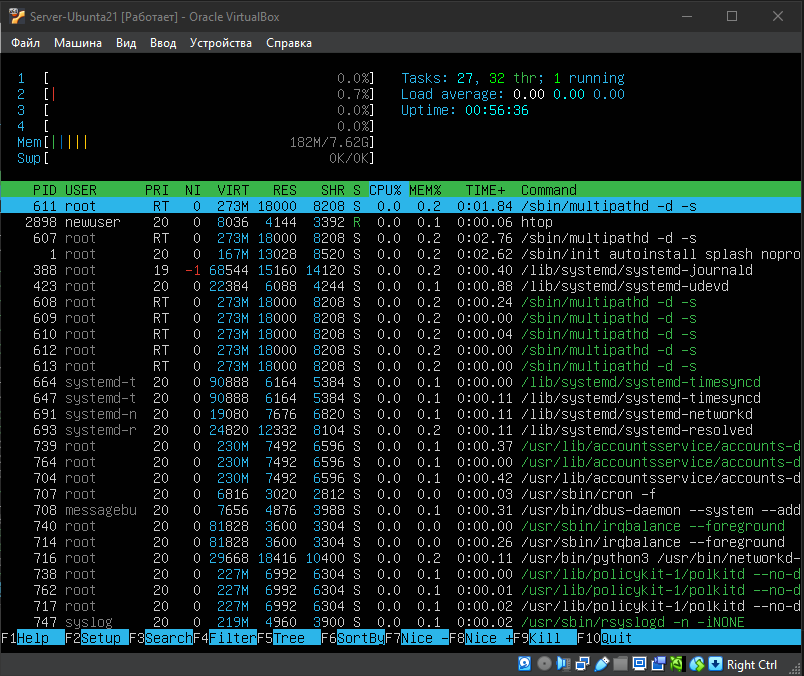 Server-Ubunta21 [Работает] - Oracle VirtualBox
Файл Машина Вид Ввод Устройства Справка
1 [ 0.0%] Tasks: 27, 32 thr; 1 running
2 [| 0.7%] Load average: 0.00 0.00 0.00
3 [ 0.0%] Uptime: 00:56:36
4 [ 0.0%]
Mem[||||| 182M/7.62G]
Swp[ 0K/0K]
PID USER PRI NI VIRT RES SHR S CPU% MEM% TIME+ Command
611 root RT 0 273M 18000 8208 S 0.0 0.2 0:01.84 /sbin/multipathd -d -s
2898 newuser 20 0 8036 4144 3392 R 0.0 0.1 0:00.06 htop
607 root RT 0 273M 18000 8208 S 0.0 0.2 0:02.76 /sbin/multipathd -d -s
1 root 20 0 167M 13028 8520 S 0.0 0.2 0:02.62 /sbin/init autoinstall splash nopro
388 root 19 -1 68544 15160 14120 S 0.0 0.2 0:00.40 /lib/systemd/systemd-journald
423 root 20 0 22384 6088 4244 S 0.0 0.1 0:00.88 /lib/systemd/systemd-udevd
608 root RT 0 273M 18000 8208 S 0.0 0.2 0:00.24 /sbin/multipathd -d -s
609 root RT 0 273M 18000 8208 S 0.0 0.2 0:00.00 /sbin/multipathd -d -s
610 root RT 0 273M 18000 8208 S 0.0 0.2 0:00.04 /sbin/multipathd -d -s
612 root RT 0 273M 18000 8208 S 0.0 0.2 0:00.00 /sbin/multipathd -d -s
613 root RT 0 273M 18000 8208 S 0.0 0.2 0:00.00 /sbin/multipathd -d -s
664 systemd-t 20 0 90888 6164 5384 S 0.0 0.1 0:00.00 /lib/systemd/systemd-timesyncd
647 systemd-t 20 0 90888 6164 5384 S 0.0 0.1 0:00.11 /lib/systemd/systemd-timesyncd
691 systemd-n 20 0 19080 7676 6820 S 0.0 0.1 0:00.11 /lib/systemd/systemd-networkd
693 systemd-r 20 0 24820 12332 8104 S 0.0 0.2 0:00.11 /lib/systemd/systemd-resolved
739 root 20 0 230M 7492 6596 S 0.0 0.1 0:00.37 /usr/lib/accountsservice/accounts-d
764 root 20 0 230M 7492 6596 S 0.0 0.1 0:00.00 /usr/lib/accountsservice/accounts-d
704 root 20 0 230M 7492 6596 S 0.0 0.1 0:00.42 /usr/lib/accountsservice/accounts-d
707 root 20 0 6816 3020 2812 S 0.0 0.0 0:00.03 /usr/sbin/cron -f
708 messagebu 20 0 7656 4876 3988 S 0.0 0.1 0:00.31 /usr/bin/dbus-daemon --system --add
740 root 20 0 81828 3600 3304 S 0.0 0.0 0:00.00 /usr/sbin/irqbalance --foreground
714 root 20 0 81828 3600 3304 S 0.0 0.0 0:00.26 /usr/sbin/irqbalance --foreground
716 root 20 0 29668 18416 10400 S 0.0 0.2 0:00.11 /usr/bin/python3 /usr/bin/networkd-
738 root 20 0 227M 6992 6304 S 0.0 0.1 0:00.00 /usr/lib/policykit-1/polkitd --no-d
762 root 20 0 227M 6992 6304 S 0.0 0.1 0:00.01 /usr/lib/policykit-1/polkitd --no-d
717 root 20 0 227M 6992 6304 S 0.0 0.1 0:00.02 /usr/lib/policykit-1/polkitd --no-d
747 syslog 20 0 219M 4960 3900 S 0.0 0.1 0:00.02 /usr/sbin/rsyslogd -n -iNONE
F1Help F2Setup F3SearchF4FilterF5Tree F6SortByF7Nice -F8Nice +F9Kill F10Quit
Right Ctrl